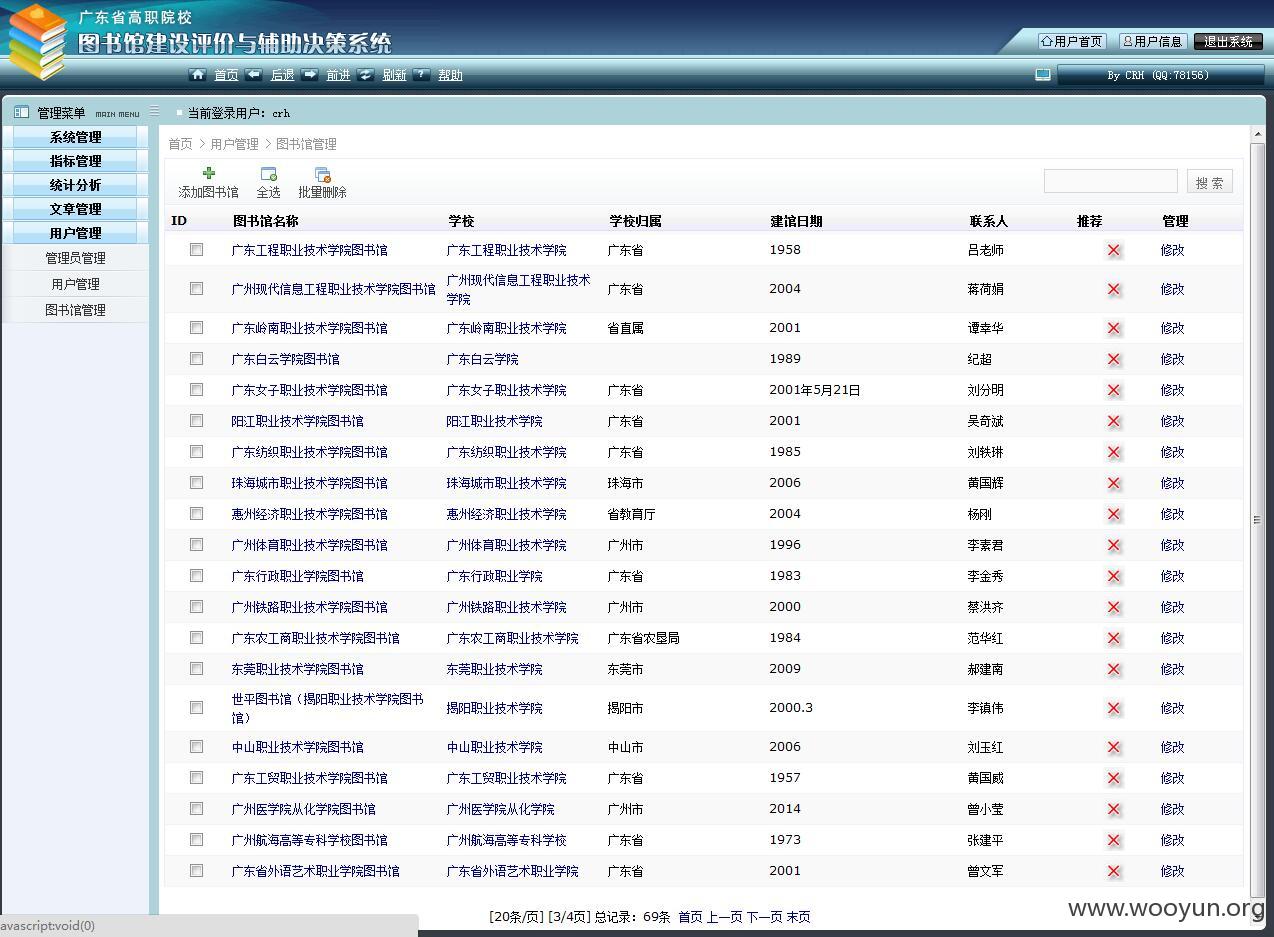 广东省高职院校
图书馆建设评价与辅助决策系统
用户首页 用户信息 退出系统
首页 后退 前进 刷新 帮助
By CRH (QQ:78156)
管理菜单 MAIN MENU
当前登录用户：crh
系统管理
指标管理
统计分析
文章管理
用户管理
管理员管理
用户管理
图书馆管理
首页 > 用户管理 > 图书馆管理
添加图书馆 全选 批量删除
搜 索
ID 图书馆名称 学校 学校归属 建馆日期 联系人 推荐 管理
广东工程职业技术学院图书馆 广东工程职业技术学院 广东省 1958 吕老师 修改
广州现代信息工程职业技术学院图书馆 广州现代信息工程职业技术 广东省 2004 蒋荷娟 修改
学院
广东岭南职业技术学院图书馆 广东岭南职业技术学院 省直属 2001 谭幸华 修改
广东白云学院图书馆 广东白云学院 1989 纪超 修改
广东女子职业技术学院图书馆 广东女子职业技术学院 广东省 2001年5月21日 刘分明 修改
阳江职业技术学院图书馆 阳江职业技术学院 广东省 2001 吴奇斌 修改
广东纺织职业技术学院图书馆 广东纺织职业技术学院 广东省 1985 刘轶琳 修改
珠海城市职业技术学院图书馆 珠海城市职业技术学院 珠海市 2006 黄国辉 修改
惠州经济职业技术学院图书馆 惠州经济职业技术学院 省教育厅 2004 杨刚 修改
广州体育职业技术学院图书馆 广州体育职业技术学院 广州市 1996 李素君 修改
广东行政职业学院图书馆 广东行政职业学院 广东省 1983 李金秀 修改
广州铁路职业技术学院图书馆 广州铁路职业技术学院 广州市 2000 蔡洪齐 修改
广东农工商职业技术学院图书馆 广东农工商职业技术学院 广东省农垦局 1984 范华红 修改
东莞职业技术学院图书馆 东莞职业技术学院 东莞市 2009 郝建南 修改
世平图书馆（揭阳职业技术学院图书 揭阳职业技术学院 揭阳市 2000.3 李镇伟 修改
馆）
中山职业技术学院图书馆 中山职业技术学院 中山市 2006 刘玉红 修改
广东工贸职业技术学院图书馆 广东工贸职业技术学院 广东省 1957 黄国威 修改
广州医学院从化学院图书馆 广州医学院从化学院 广州市 2014 曾小莹 修改
广州航海高等专科学校图书馆 广州航海高等专科学校 广东省 1973 张建平 修改
广东省外语艺术职业学院图书馆 广东省外语艺术职业学院 广东省 2001 曾文军 修改
[20条/页] [3/4页] 总记录：69条 首页 上一页 下一页 末页
www.wooyun.org
avascript:void(0)